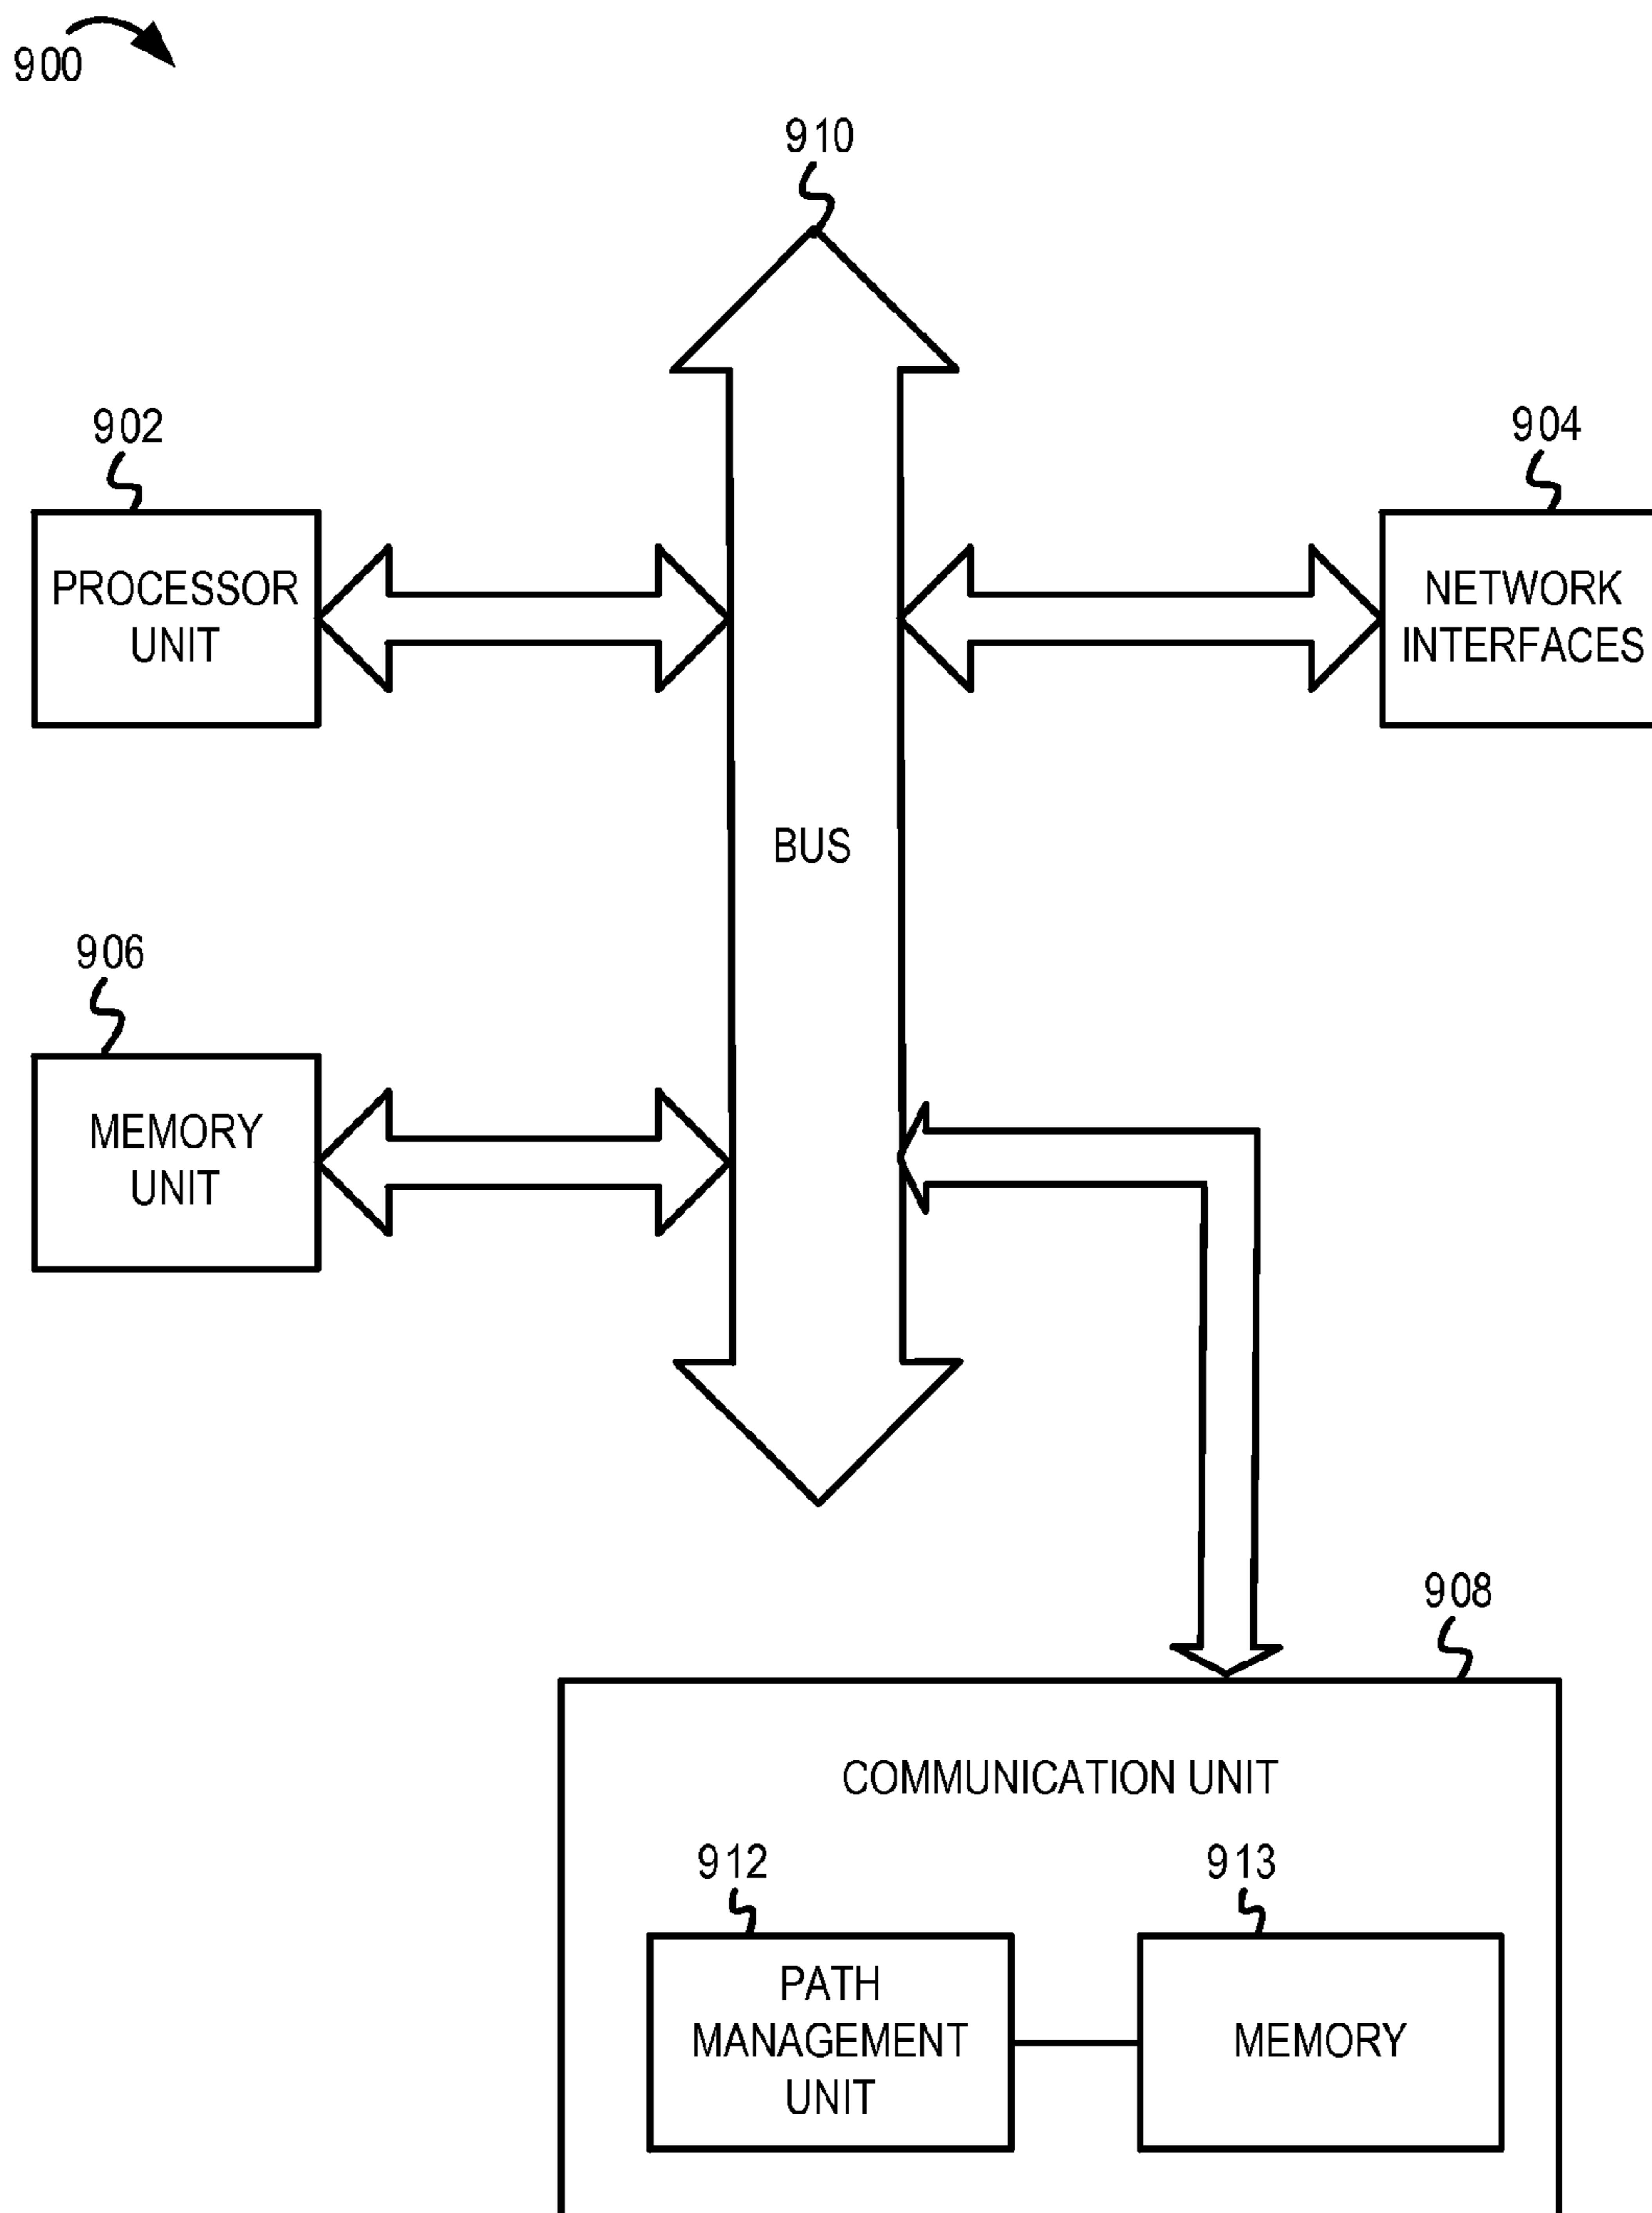 900
910
902
904
PROCESSOR
UNIT
NETWORK
INTERFACES
BUS
906
MEMORY
UNIT
908
COMMUNICATION UNIT
912
913
PATH
MANAGEMENT
UNIT
MEMORY